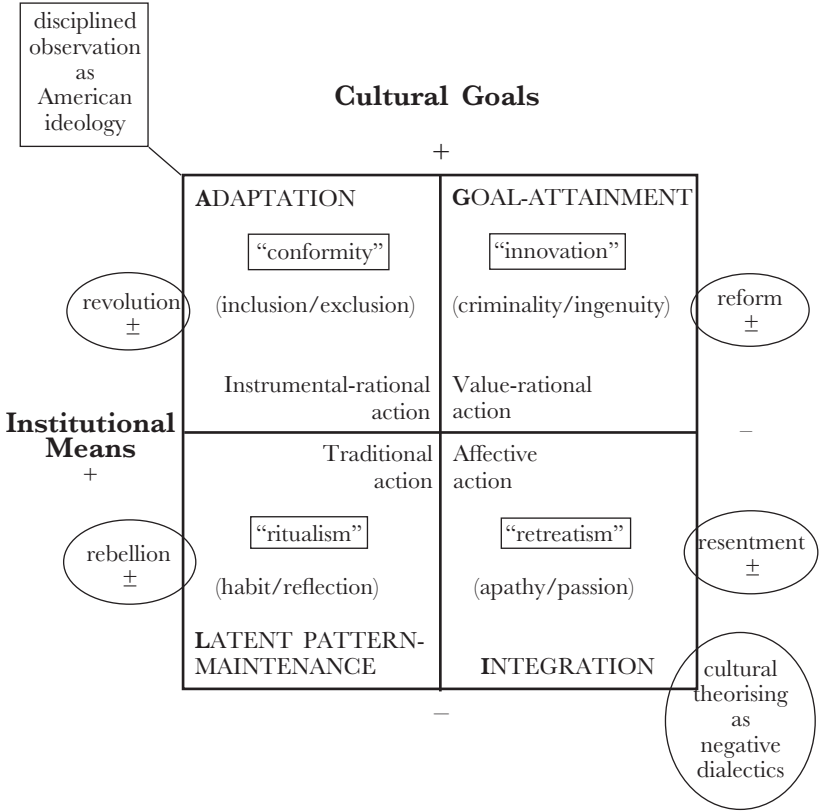 disciplined
observation
as
American
ideology
Cultural Goals
+
ADAPTATION
“conformity”
(inclusion/exclusion)
Instrumental-rational
action
GOAL-ATTAINMENT
“innovation”
(criminality/ingenuity)
Value-rational
action
revolution
±
reform
±
Institutional
Means
+
–
Traditional
action
“ritualism”
(habit/reflection)
LATENT PATTERN-
MAINTENANCE
Affective
action
“retreatism”
(apathy/passion)
INTEGRATION
rebellion
±
resentment
±
–
cultural
theorising
as
negative
dialectics